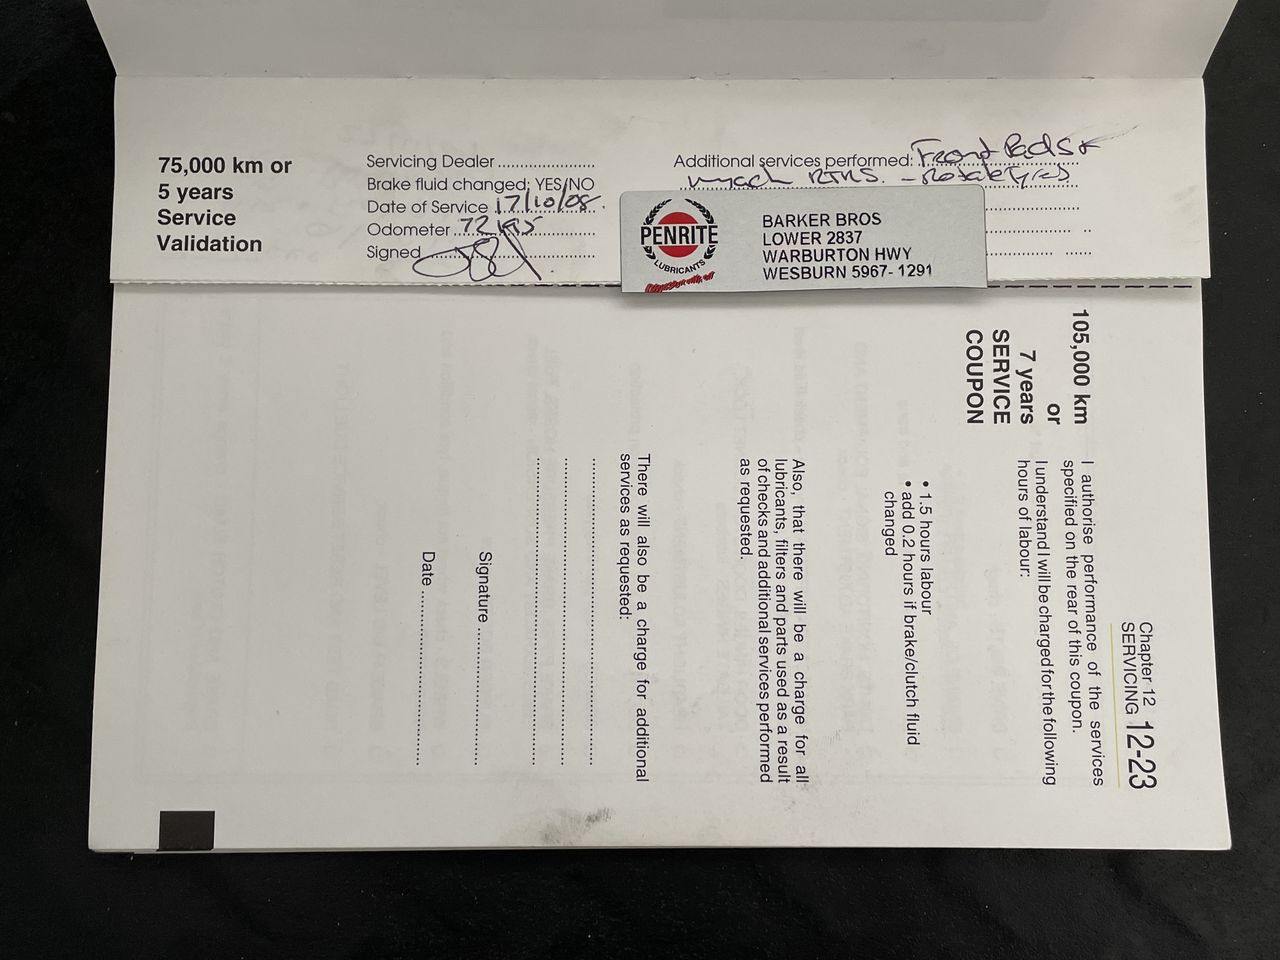 75,000 km or
5 years
Service
Validation
Servicing Dealer
Brake fluid changed: YES/NO
Date of Service 17/10/08.
Odometer 72195
Signed
Additional services performed: Front Pads &
mach RTRS. - Rotate Tyres
PENRITE
LUBRICANTS
BARKER BROS
LOWER 2837
WARBURTON HWY
WESBURN 5967- 1291
Chapter 12
SERVICING 12-23
105,000 km
or
7 years
SERVICE
COUPON
I authorise performance of the services
specified on the rear of this coupon.
I understand I will be charged for the following
hours of labour:
• 1.5 hours labour
• add 0.2 hours if brake/clutch fluid
changed
Also, that there will be a charge for all
lubricants, filters and parts used as a result
of checks and additional services performed
as requested.
There will also be a charge for additional
services as requested:
Signature
Date